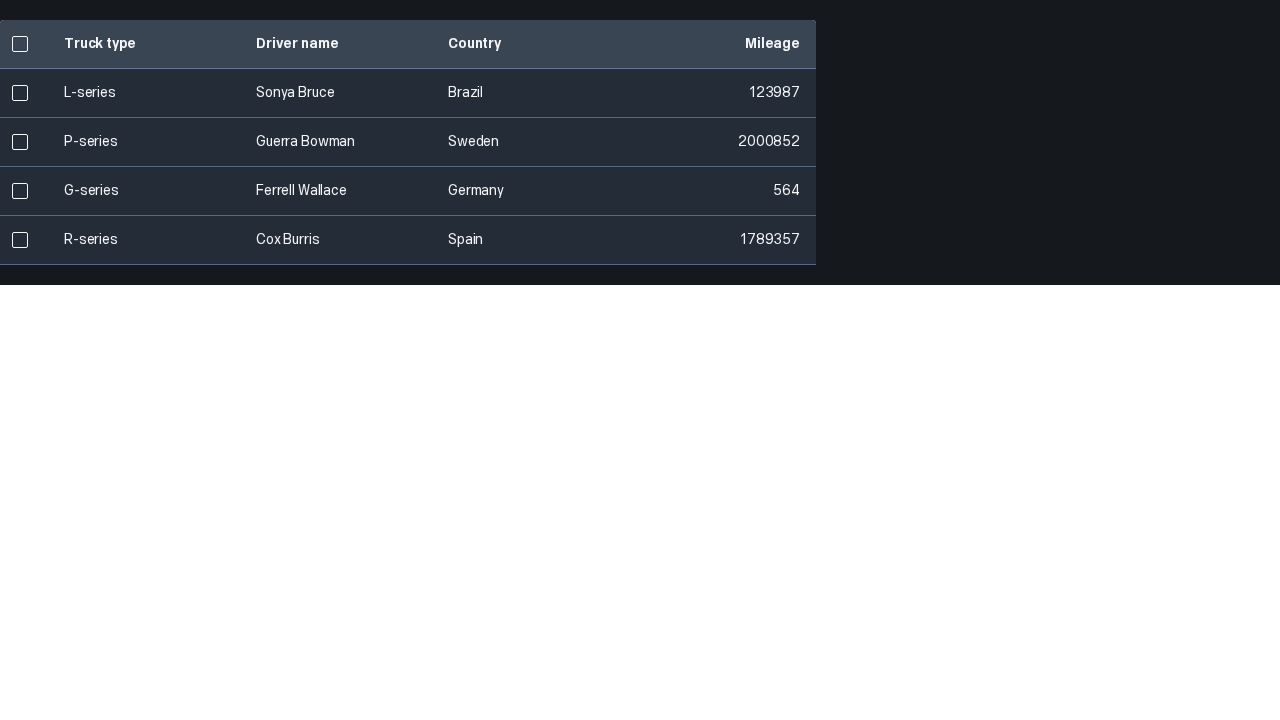 Truck type Driver name Country Mileage
L-series Sonya Bruce Brazil 123987
P-series Guerra Bowman Sweden 2000852
G-series Ferrell Wallace Germany 564
R-series Cox Burris Spain 1789357